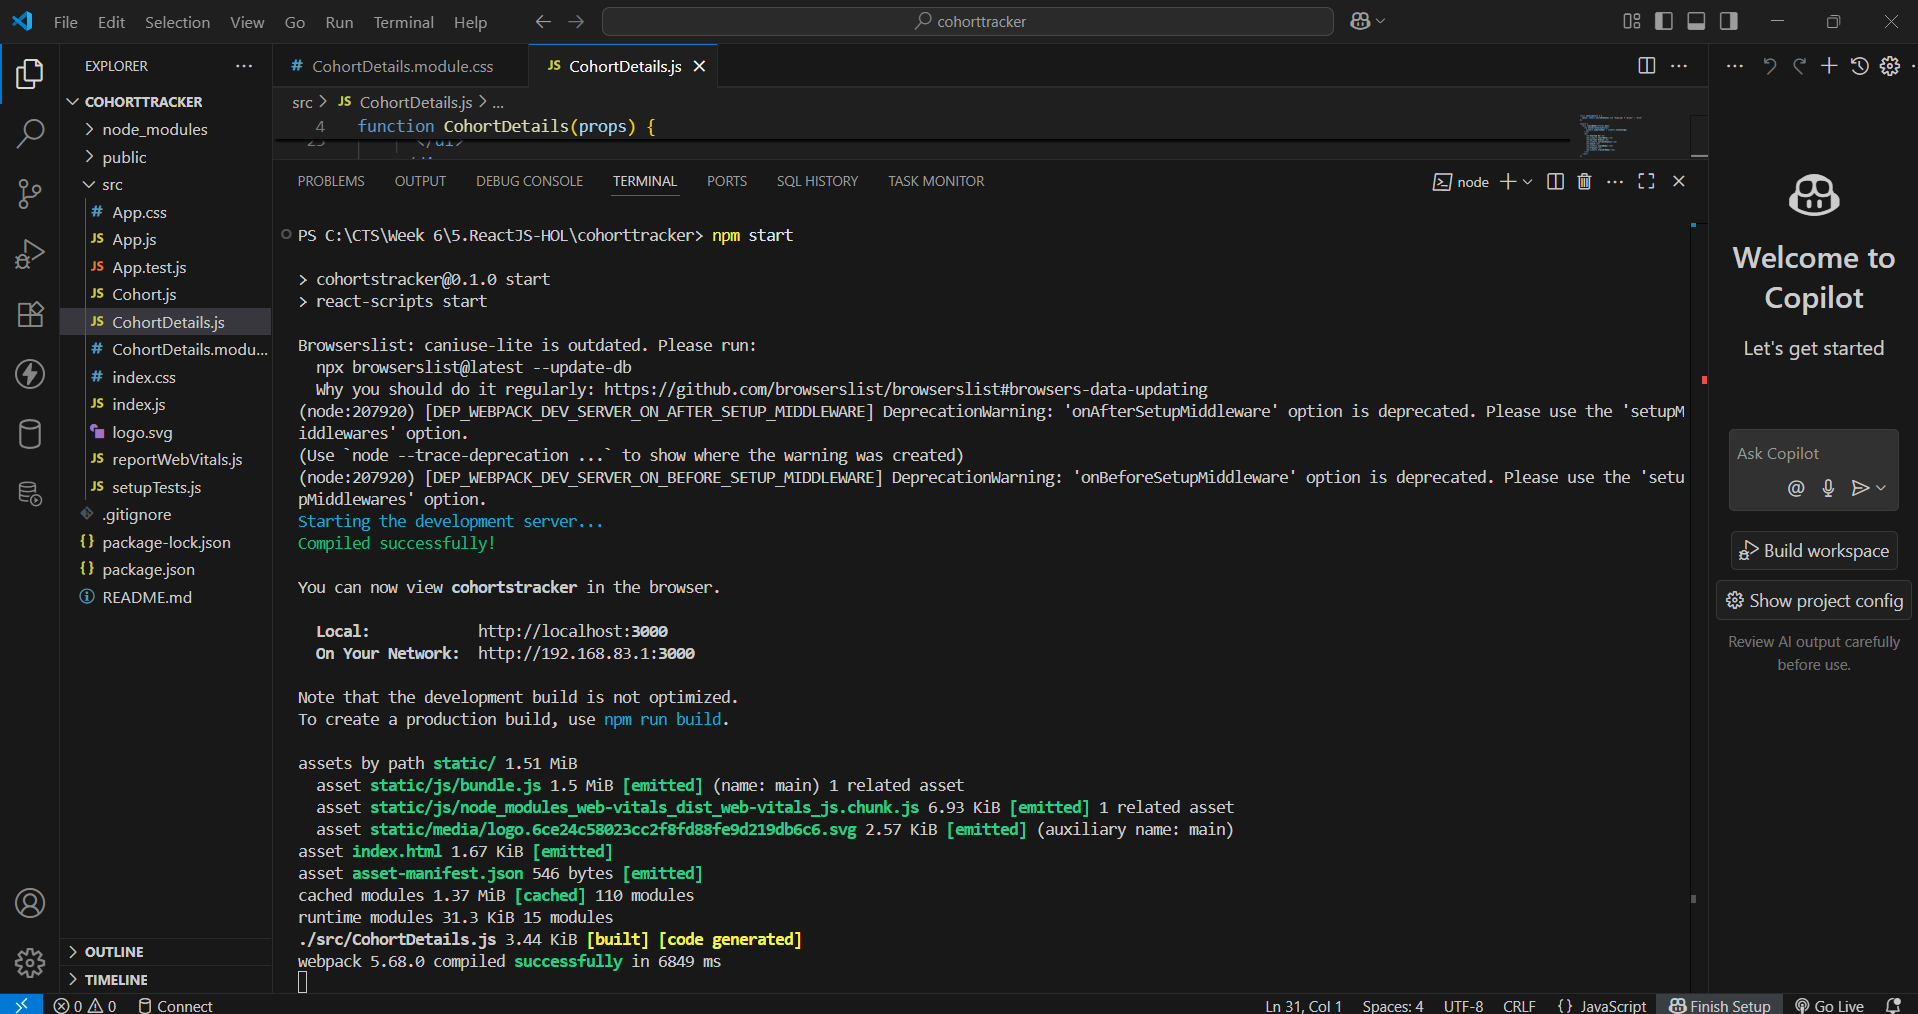 File Edit Selection View Go Run Terminal Help
cohorttracker
EXPLORER
COHORTTRACKER
node_modules
public
src
# App.css
JS App.js
JS App.test.js
JS Cohort.js
JS CohortDetails.js
# CohortDetails.modu...
# index.css
JS index.js
logo.svg
JS reportWebVitals.js
JS setupTests.js
.gitignore
{} package-lock.json
{} package.json
README.md
OUTLINE
TIMELINE
# CohortDetails.module.css
JS CohortDetails.js
src > JS CohortDetails.js > ...
4 function CohortDetails(props) {
PROBLEMS OUTPUT DEBUG CONSOLE TERMINAL PORTS SQL HISTORY TASK MONITOR
node
PS C:\CTS\Week 6\5.ReactJS-HOL\cohorttracker> npm start
> cohortstracker@0.1.0 start
> react-scripts start
Browserslist: caniuse-lite is outdated. Please run:
npx browserslist@latest --update-db
Why you should do it regularly: https://github.com/browserslist/browserslist#browsers-data-updating
(node:207920) [DEP_WEBPACK_DEV_SERVER_ON_AFTER_SETUP_MIDDLEWARE] DeprecationWarning: 'onAfterSetupMiddleware' option is deprecated. Please use the 'setupM
iddlewares' option.
(Use `node --trace-deprecation ...` to show where the warning was created)
(node:207920) [DEP_WEBPACK_DEV_SERVER_ON_BEFORE_SETUP_MIDDLEWARE] DeprecationWarning: 'onBeforeSetupMiddleware' option is deprecated. Please use the 'setu
pMiddlewares' option.
Starting the development server...
Compiled successfully!
You can now view cohortstracker in the browser.
Local: http://localhost:3000
On Your Network: http://192.168.83.1:3000
Note that the development build is not optimized.
To create a production build, use npm run build.
assets by path static/ 1.51 MiB
asset static/js/bundle.js 1.5 MiB [emitted] (name: main) 1 related asset
asset static/js/node_modules_web-vitals_dist_web-vitals_js.chunk.js 6.93 KiB [emitted] 1 related asset
asset static/media/logo.6ce24c58023cc2f8fd88fe9d219db6c6.svg 2.57 KiB [emitted] (auxiliary name: main)
asset index.html 1.67 KiB [emitted]
asset asset-manifest.json 546 bytes [emitted]
cached modules 1.37 MiB [cached] 110 modules
runtime modules 31.3 KiB 15 modules
./src/CohortDetails.js 3.44 KiB [built] [code generated]
webpack 5.68.0 compiled successfully in 6849 ms
Welcome to
Copilot
Let's get started
Ask Copilot
@
Build workspace
Show project config
Review AI output carefully
before use.
0 0 Connect
Ln 31, Col 1 Spaces: 4 UTF-8 CRLF {} JavaScript Finish Setup Go Live